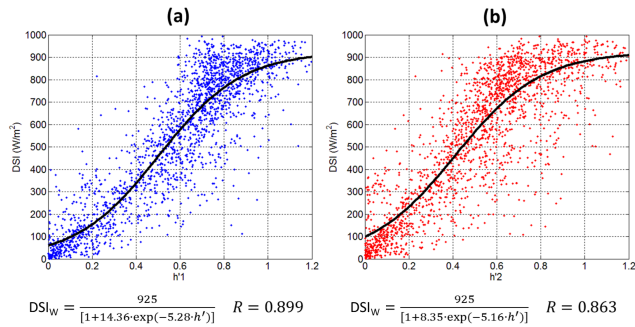 (a)
1000
900
800
700
600
500
400
300
200
100
0
DSI (W/m²)
0 0.2 0.4 0.6 0.8 1.0 1.2
h'1
DSI_W = 925 / [1+14.36·exp(−5.28·h′)] R = 0.899
(b)
1000
900
800
700
600
500
400
300
200
100
0
DSI (W/m²)
0 0.2 0.4 0.6 0.8 1.0 1.2
h'2
DSI_W = 925 / [1+8.35·exp(−5.16·h′)] R = 0.863